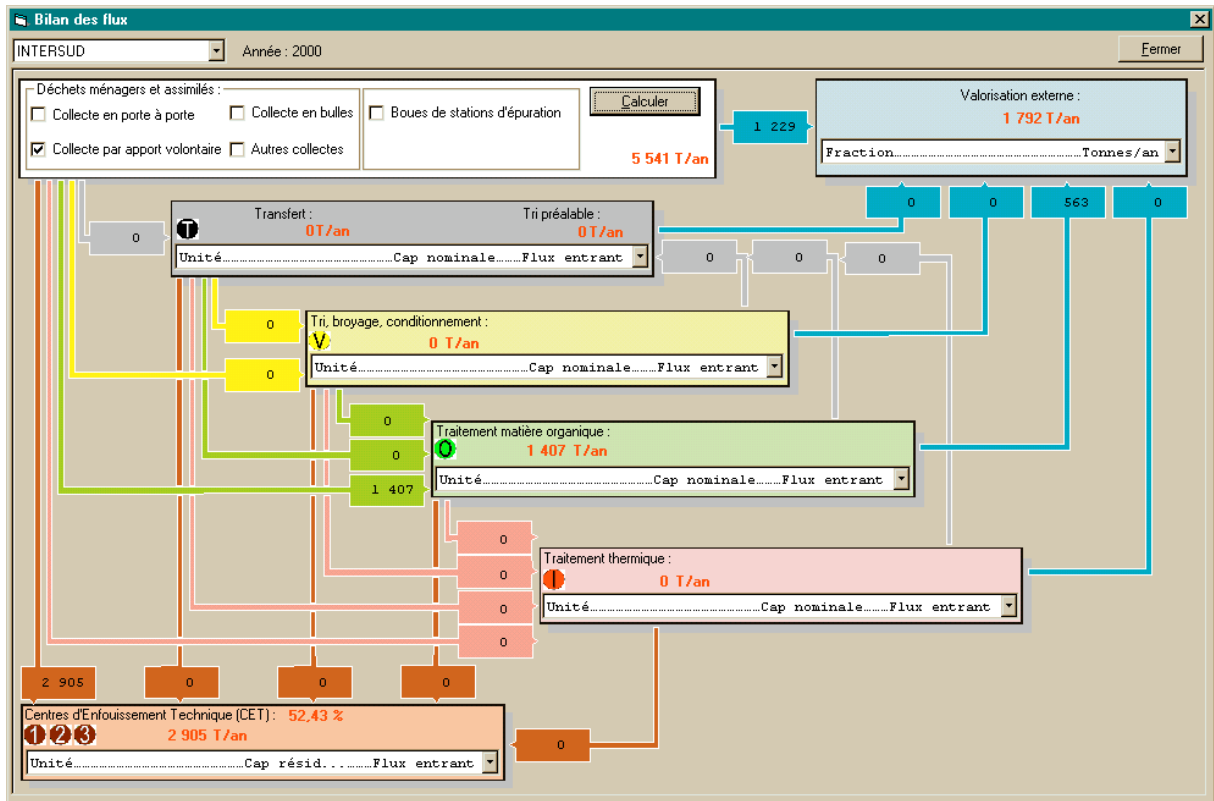 Bilan des flux
INTERSUD
Année : 2000
Fermer
Déchets ménagers et assimilés :
Collecte en porte à porte
Collecte en bulles
Boues de stations d'épuration
Calculer
Collecte par apport volontaire
Autres collectes
5 541 T/an
1 229
Valorisation externe :
1 792 T/an
Fraction……………Tonnes/an
0
0
563
0
0
Transfert :
Tri préalable :
T
0T/an
0T/an
Unité……………Cap nominale……Flux entrant
0
0
0
0
Tri, broyage, conditionnement :
V
0 T/an
Unité……………Cap nominale……Flux entrant
0
0
Traitement matière organique :
0
O
1 407 T/an
Unité……………Cap nominale……Flux entrant
1 407
0
Traitement thermique :
0
I
0 T/an
Unité……………Cap nominale……Flux entrant
0
0
2 905
0
0
0
Centres d'Enfouissement Technique (CET) : 52,43 %
1 2 3
2 905 T/an
Unité……………Cap résid...……Flux entrant
0